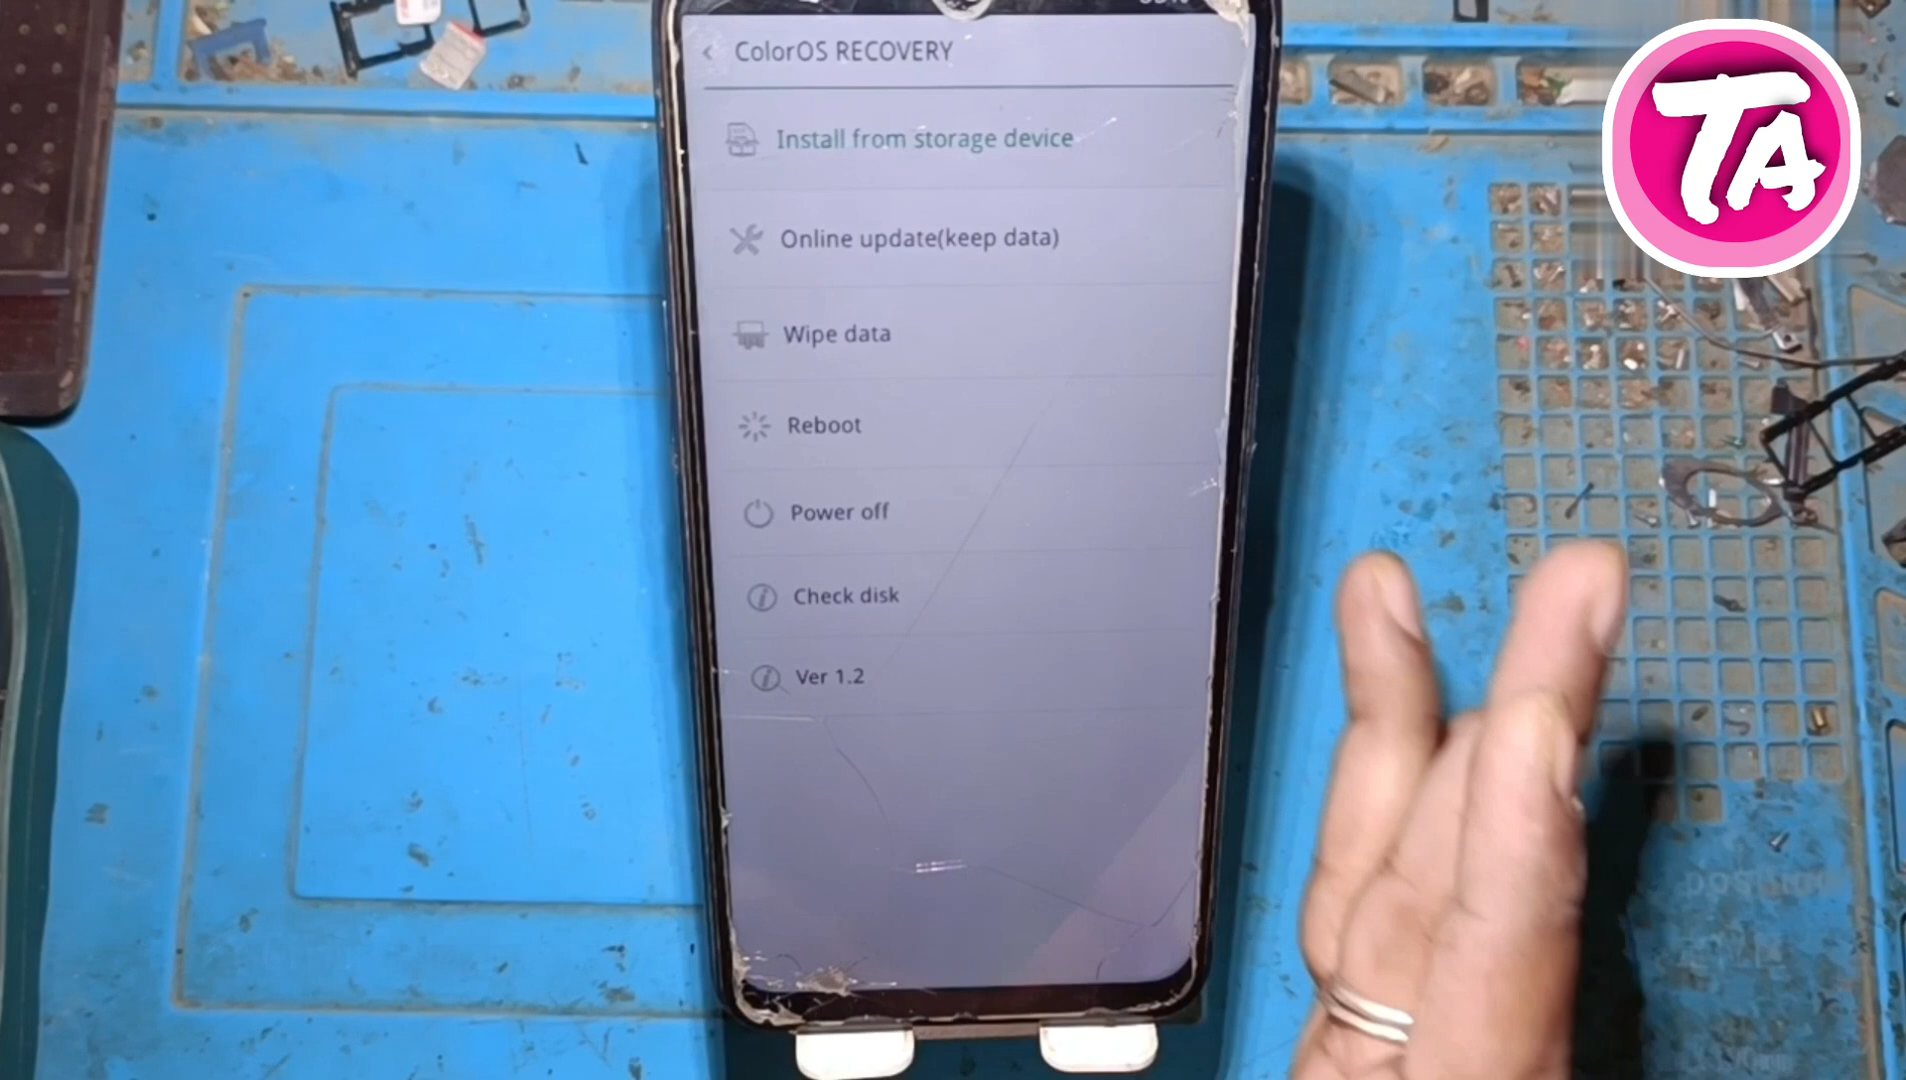 ColorOS RECOVERY
Install from storage device
Online update(keep data)
Wipe data
Reboot
Power off
Check disk
Ver 1.2
TA